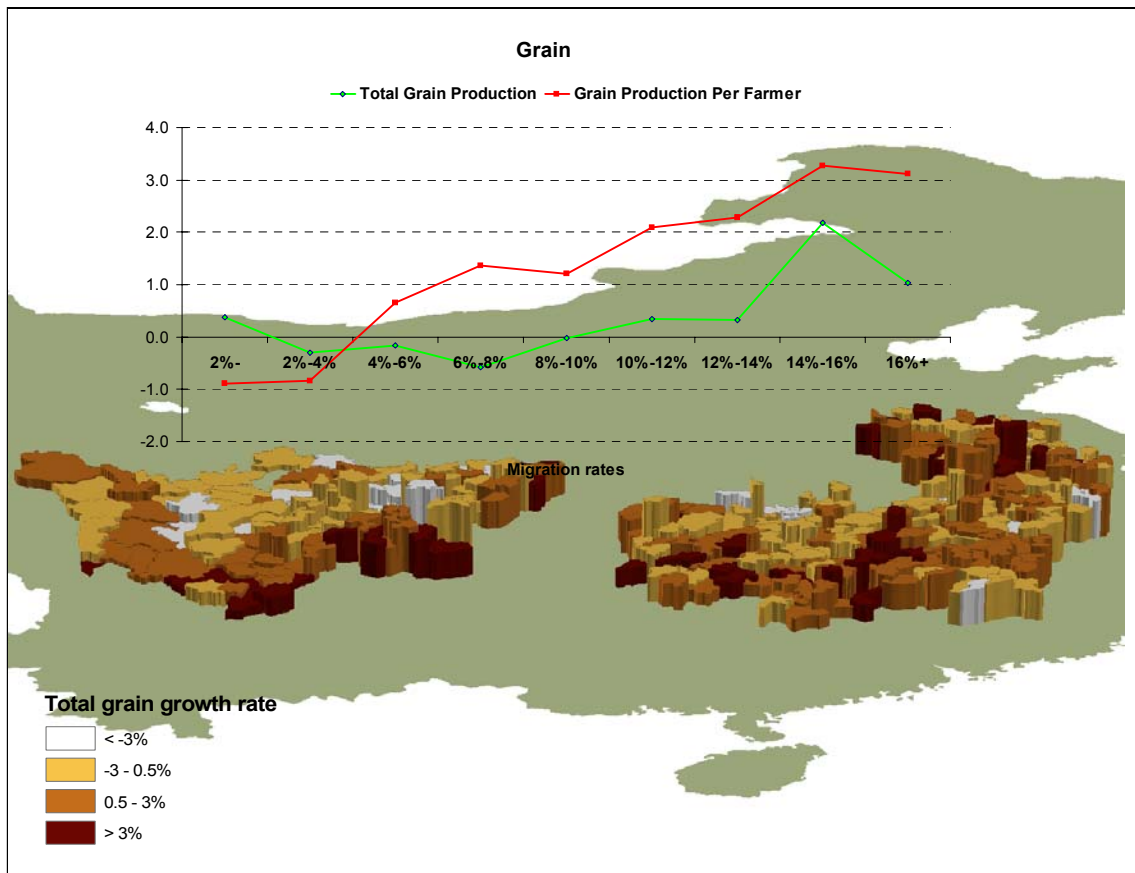 Grain
Total Grain Production Grain Production Per Farmer
4.0
3.0
2.0
1.0
0.0
-1.0
-2.0
2%- 2%-4% 4%-6% 6%-8% 8%-10% 10%-12% 12%-14% 14%-16% 16%+
Migration rates
Total grain growth rate
< -3%
-3 - 0.5%
0.5 - 3%
> 3%